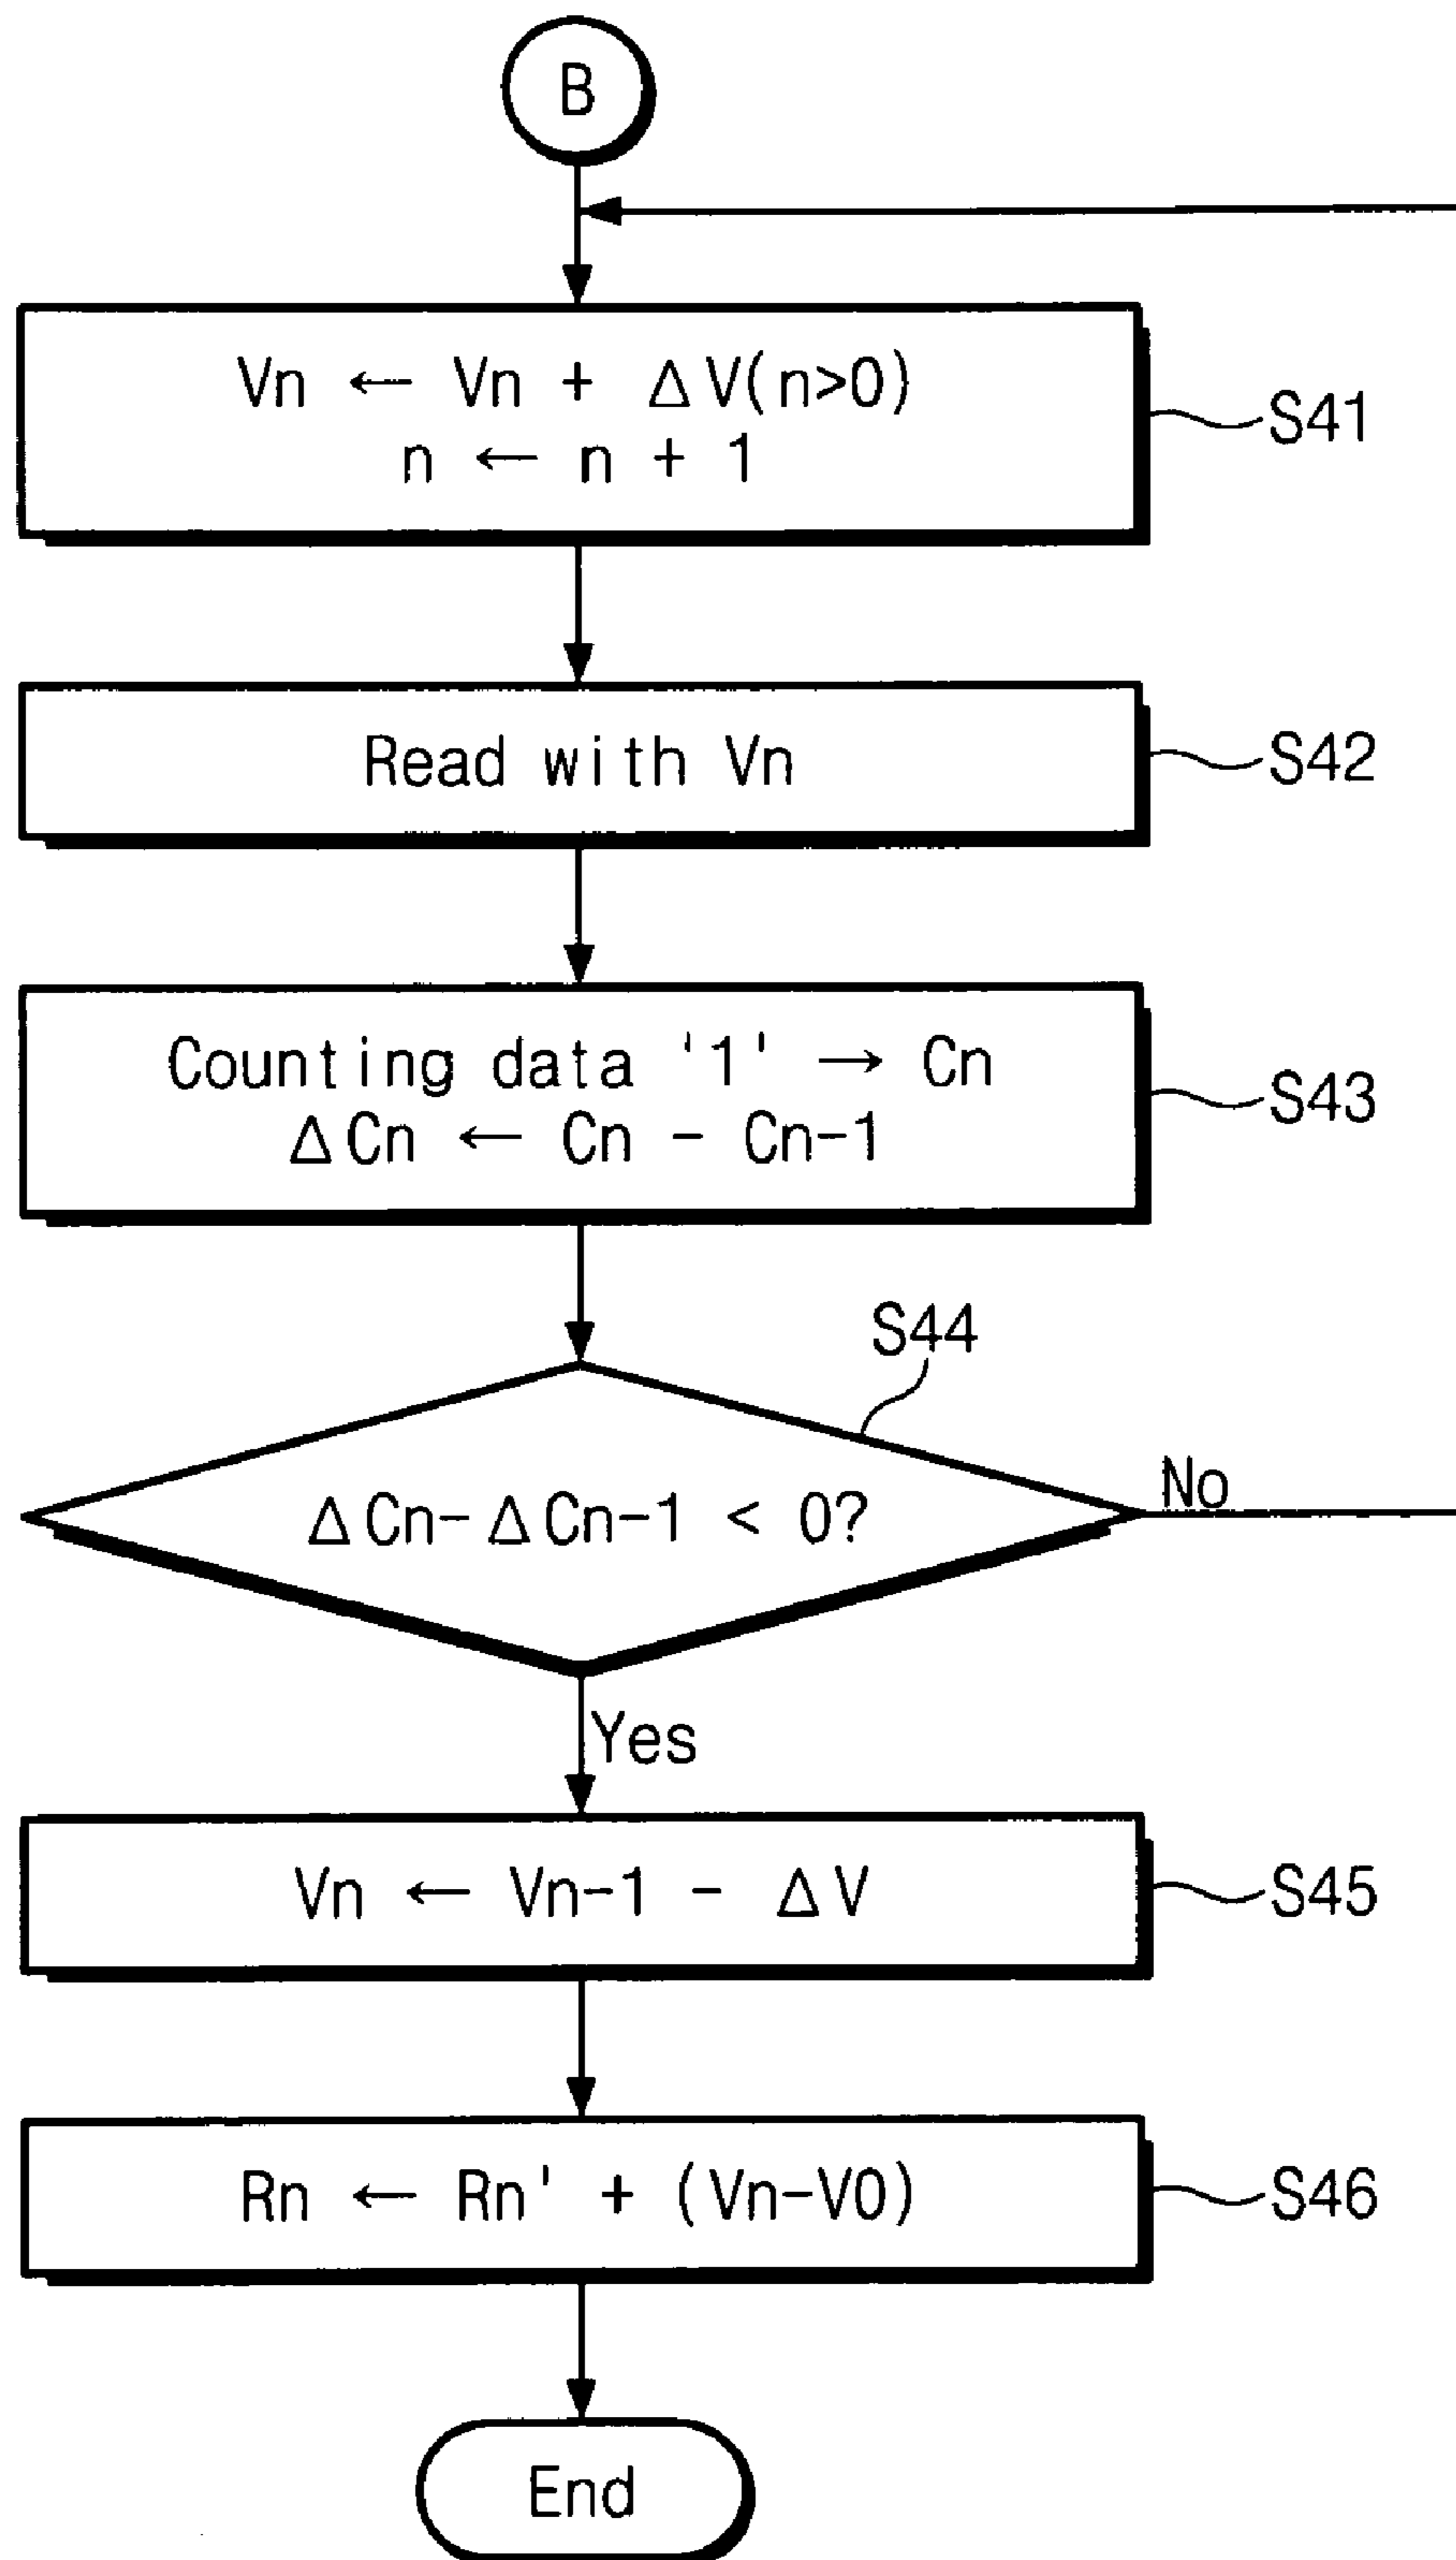 B
Vn ← Vn + ΔV(n>0)
n ← n + 1
S41
Read with Vn
S42
Counting data '1' → Cn
ΔCn ← Cn - Cn-1
S43
S44
ΔCn-ΔCn-1 < 0?
No
Yes
Vn ← Vn-1 - ΔV
S45
Rn ← Rn' + (Vn-V0)
S46
End